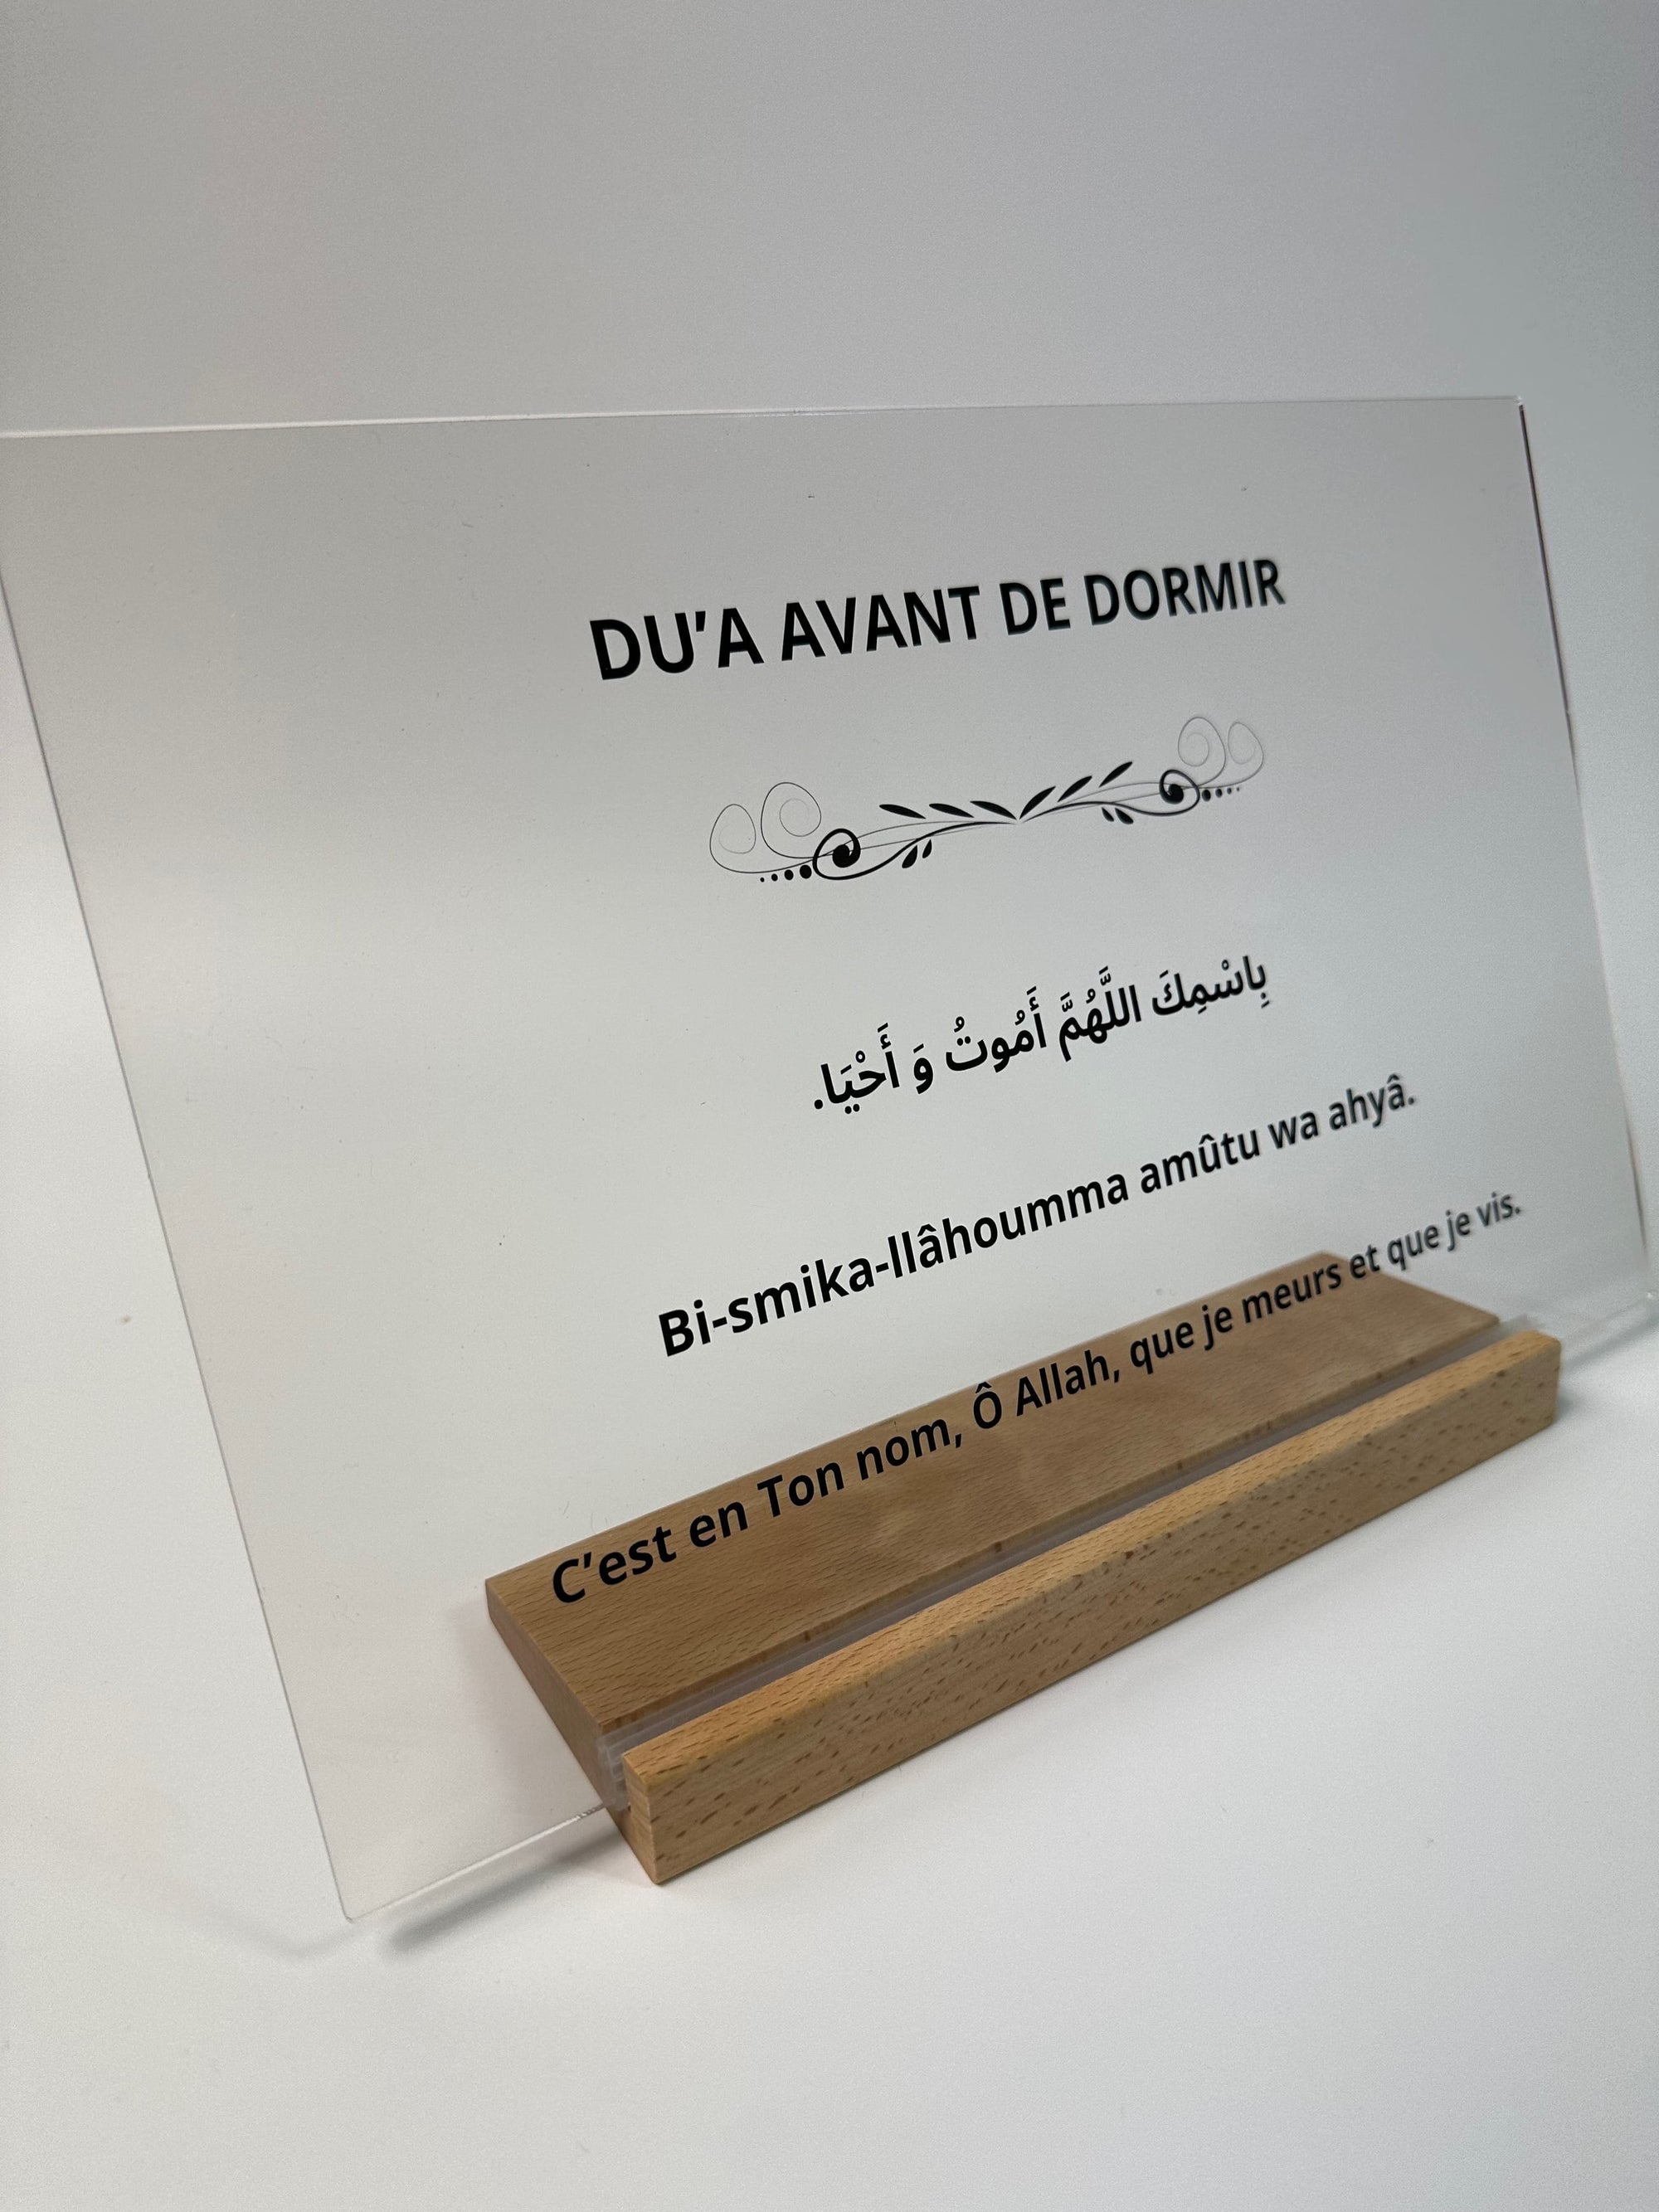 DU'A AVANT DE DORMIR
بِاسْمِكَ اللَّهُمَّ أَمُوتُ وَ أَحْيَا.
Bi-smika-llâhoumma amûtu wa ahyâ.
C'est en Ton nom, Ô Allah, que je meurs et que je vis.